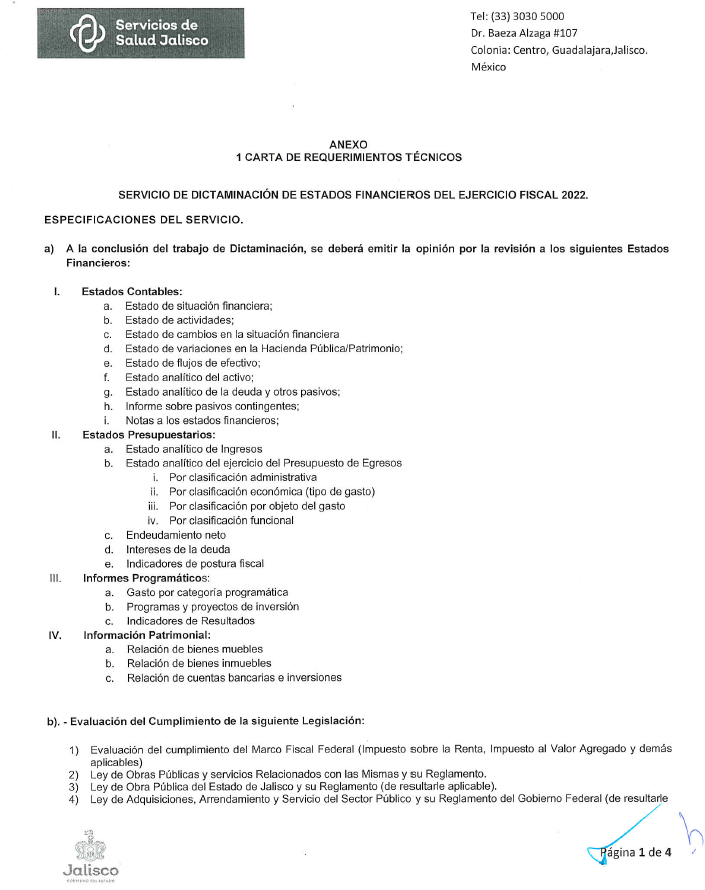 Servicios de
Salud Jalisco
Tel: (33) 3030 5000
Dr. Baeza Alzaga #107
Colonia: Centro, Guadalajara,Jalisco.
México
ANEXO
1 CARTA DE REQUERIMIENTOS TÉCNICOS
SERVICIO DE DICTAMINACIÓN DE ESTADOS FINANCIEROS DEL EJERCICIO FISCAL 2022.
ESPECIFICACIONES DEL SERVICIO.
a) A la conclusión del trabajo de Dictaminación, se deberá emitir la opinión por la revisión a los siguientes Estados
Financieros:
I. Estados Contables:
a. Estado de situación financiera;
b. Estado de actividades;
c. Estado de cambios en la situación financiera
d. Estado de variaciones en la Hacienda Pública/Patrimonio;
e. Estado de flujos de efectivo;
f. Estado analítico del activo;
g. Estado analítico de la deuda y otros pasivos;
h. Informe sobre pasivos contingentes;
i. Notas a los estados financieros;
II. Estados Presupuestarios:
a. Estado analítico de Ingresos
b. Estado analítico del ejercicio del Presupuesto de Egresos
i. Por clasificación administrativa
ii. Por clasificación económica (tipo de gasto)
iii. Por clasificación por objeto del gasto
iv. Por clasificación funcional
c. Endeudamiento neto
d. Intereses de la deuda
e. Indicadores de postura fiscal
III. Informes Programáticos:
a. Gasto por categoría programática
b. Programas y proyectos de inversión
c. Indicadores de Resultados
IV. Información Patrimonial:
a. Relación de bienes muebles
b. Relación de bienes inmuebles
c. Relación de cuentas bancarias e inversiones
b). - Evaluación del Cumplimiento de la siguiente Legislación:
1) Evaluación del cumplimiento del Marco Fiscal Federal (Impuesto sobre la Renta, Impuesto al Valor Agregado y demás
aplicables)
2) Ley de Obras Públicas y servicios Relacionados con las Mismas y su Reglamento.
3) Ley de Obra Pública del Estado de Jalisco y su Reglamento (de resultarle aplicable).
4) Ley de Adquisiciones, Arrendamiento y Servicio del Sector Público y su Reglamento del Gobierno Federal (de resultarle
Jalisco
GOBIERNO DEL ESTADO
Página 1 de 4